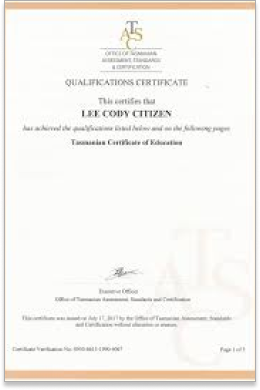 TASC
OFFICE OF TASMANIAN
ASSESSMENT, STANDARDS
& CERTIFICATION
QUALIFICATIONS CERTIFICATE
This certifies that
LEE CODY CITIZEN
has achieved the qualifications listed below and on the following pages
Tasmanian Certificate of Education
Executive Officer
Office of Tasmanian Assessment, Standards and Certification
This certificate was issued on July 17, 2017 by the Office of Tasmanian Assessment, Standards
and Certification without alteration or erasure.
Certificate Verification No.
Page 1 of
TASC